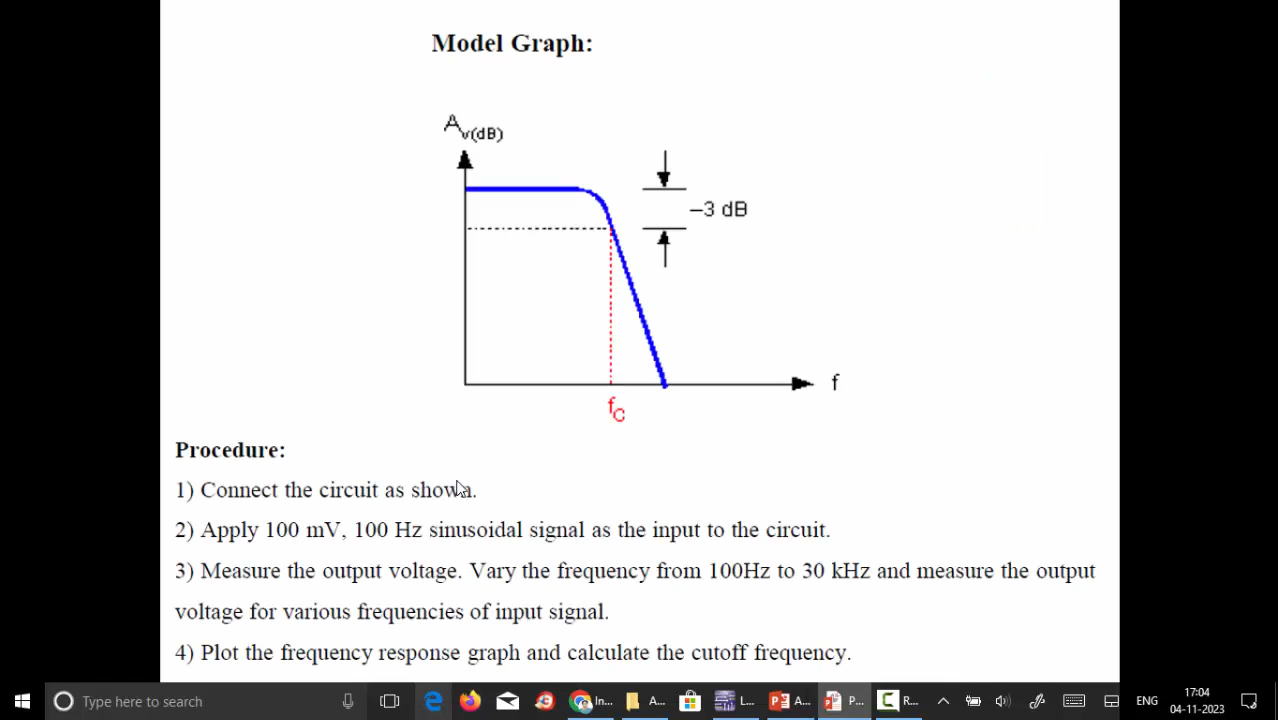 Model Graph:
Av(dB)
–3 dB
f
fC
Procedure:
1) Connect the circuit as shown.
2) Apply 100 mV, 100 Hz sinusoidal signal as the input to the circuit.
3) Measure the output voltage. Vary the frequency from 100Hz to 30 kHz and measure the output
voltage for various frequencies of input signal.
4) Plot the frequency response graph and calculate the cutoff frequency.
Type here to search
In...
A...
L...
A...
P...
R...
ENG
17:04
04-11-2023